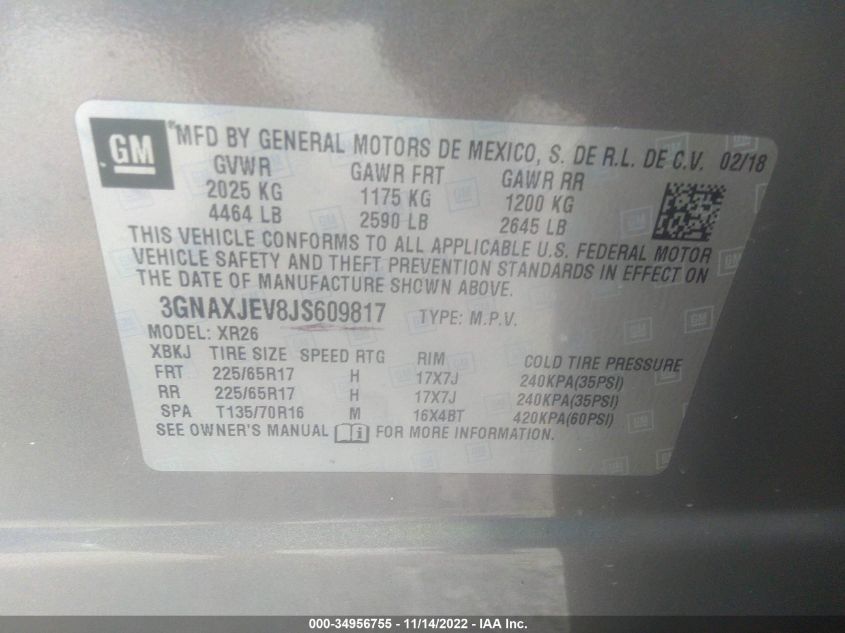 GM
MFD BY GENERAL MOTORS DE MEXICO, S. DE R.L. DE C.V. 02/18
GVWR GAWR FRT GAWR RR
2025 KG 1175 KG 1200 KG
4464 LB 2590 LB 2645 LB
THIS VEHICLE CONFORMS TO ALL APPLICABLE U.S. FEDERAL MOTOR
VEHICLE SAFETY AND THEFT PREVENTION STANDARDS IN EFFECT ON
THE DATE OF MANUFACTURE SHOWN ABOVE.
3GNAXJEV8JS609817 TYPE: M.P.V.
MODEL: XR26
XBKJ TIRE SIZE SPEED RTG RIM COLD TIRE PRESSURE
FRT 225/65R17 H 17X7J 240KPA(35PSI)
RR 225/65R17 H 17X7J 240KPA(35PSI)
SPA T135/70R16 M 16X4BT 420KPA(60PSI)
SEE OWNER'S MANUAL FOR MORE INFORMATION.
000-34956755 - 11/14/2022 - IAA Inc.